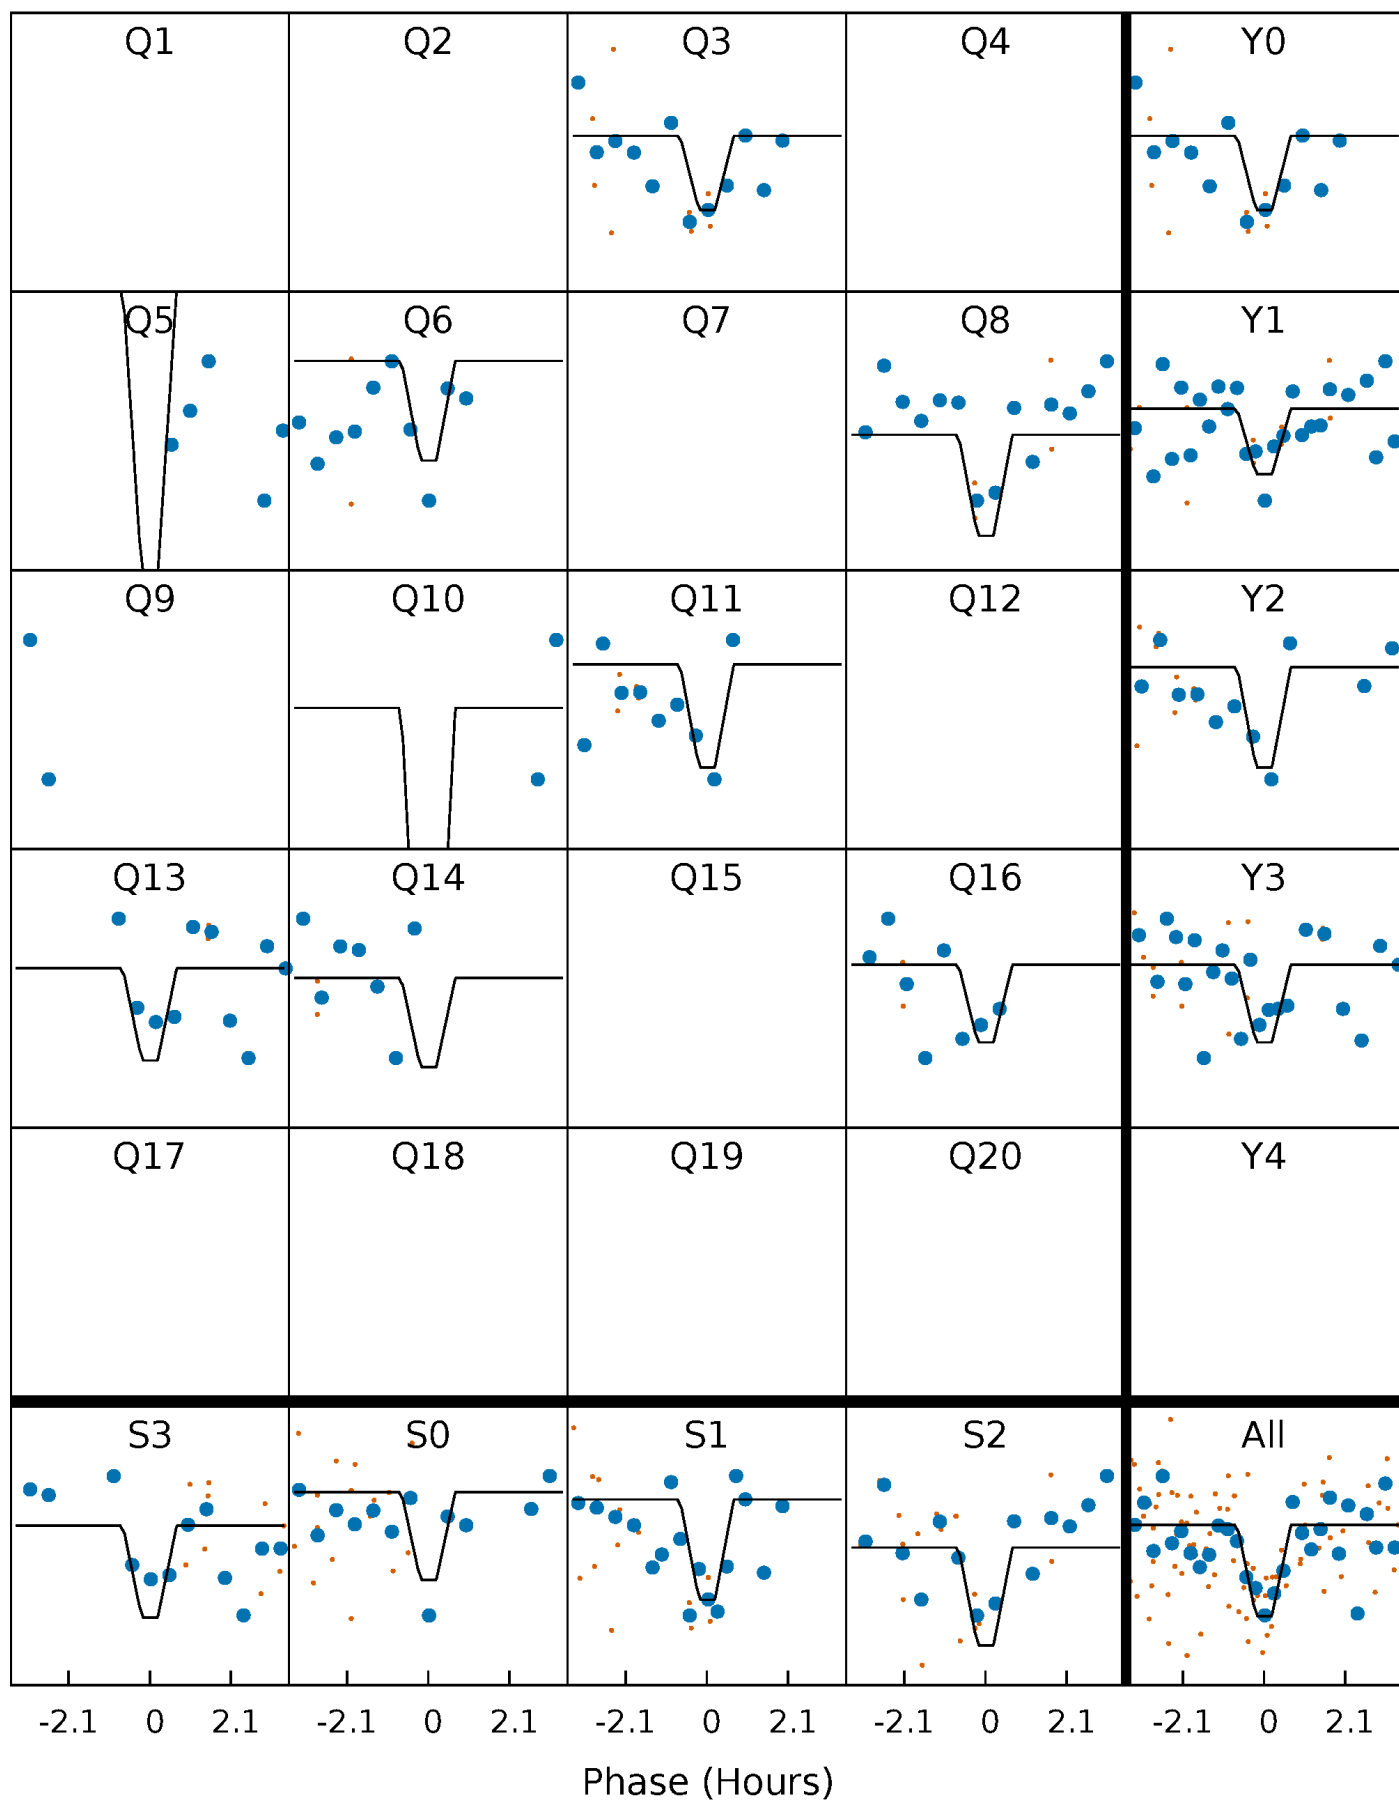 Q1 Q2 Q3 Q4 Y0
Q5 Q6 Q7 Q8 Y1
Q9 Q10 Q11 Q12 Y2
Q13 Q14 Q15 Q16 Y3
Q17 Q18 Q19 Q20 Y4
S3 S0 S1 S2 All
-2.1 0 2.1 -2.1 0 2.1 -2.1 0 2.1 -2.1 0 2.1 -2.1 0 2.1
Phase (Hours)